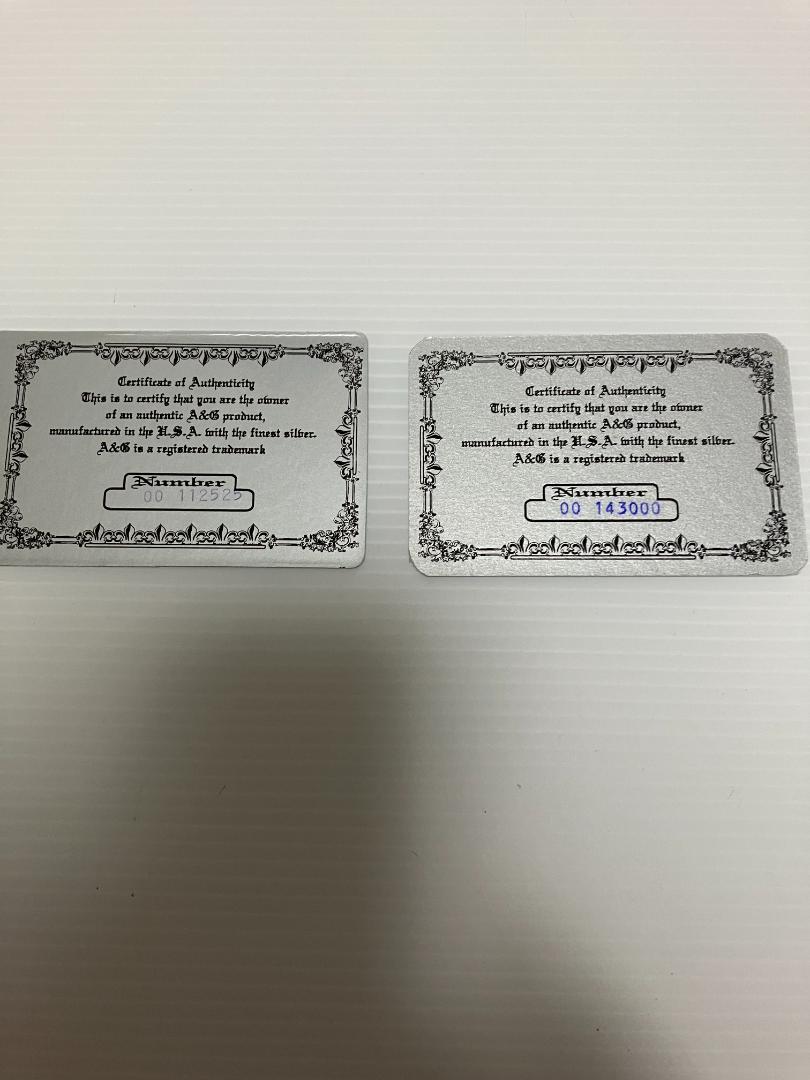 Certificate of Authenticity
This is to certify that you are the owner
of an authentic A&G product,
manufactured in the U.S.A. with the finest silver.
A&G is a registered trademark
Number
00 112525
Certificate of Authenticity
This is to certify that you are the owner
of an authentic A&G product,
manufactured in the U.S.A. with the finest silver.
A&G is a registered trademark
Number
00 143000